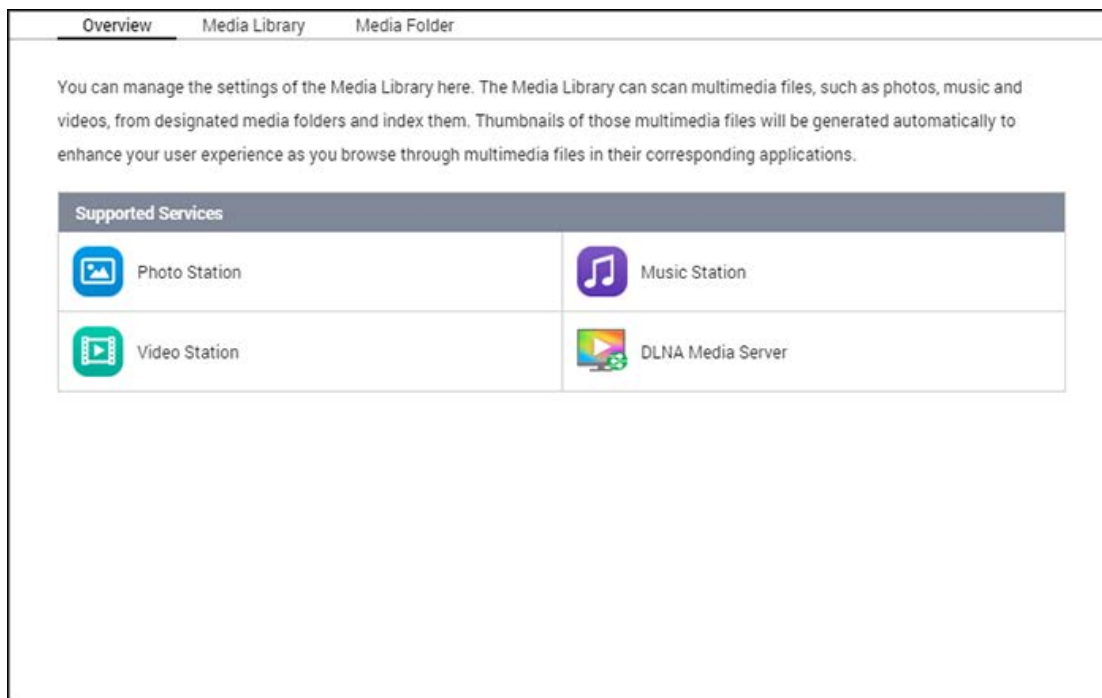 Overview Media Library Media Folder
You can manage the settings of the Media Library here. The Media Library can scan multimedia files, such as photos, music and
videos, from designated media folders and index them. Thumbnails of those multimedia files will be generated automatically to
enhance your user experience as you browse through multimedia files in their corresponding applications.
Supported Services
Photo Station Music Station
Video Station DLNA Media Server